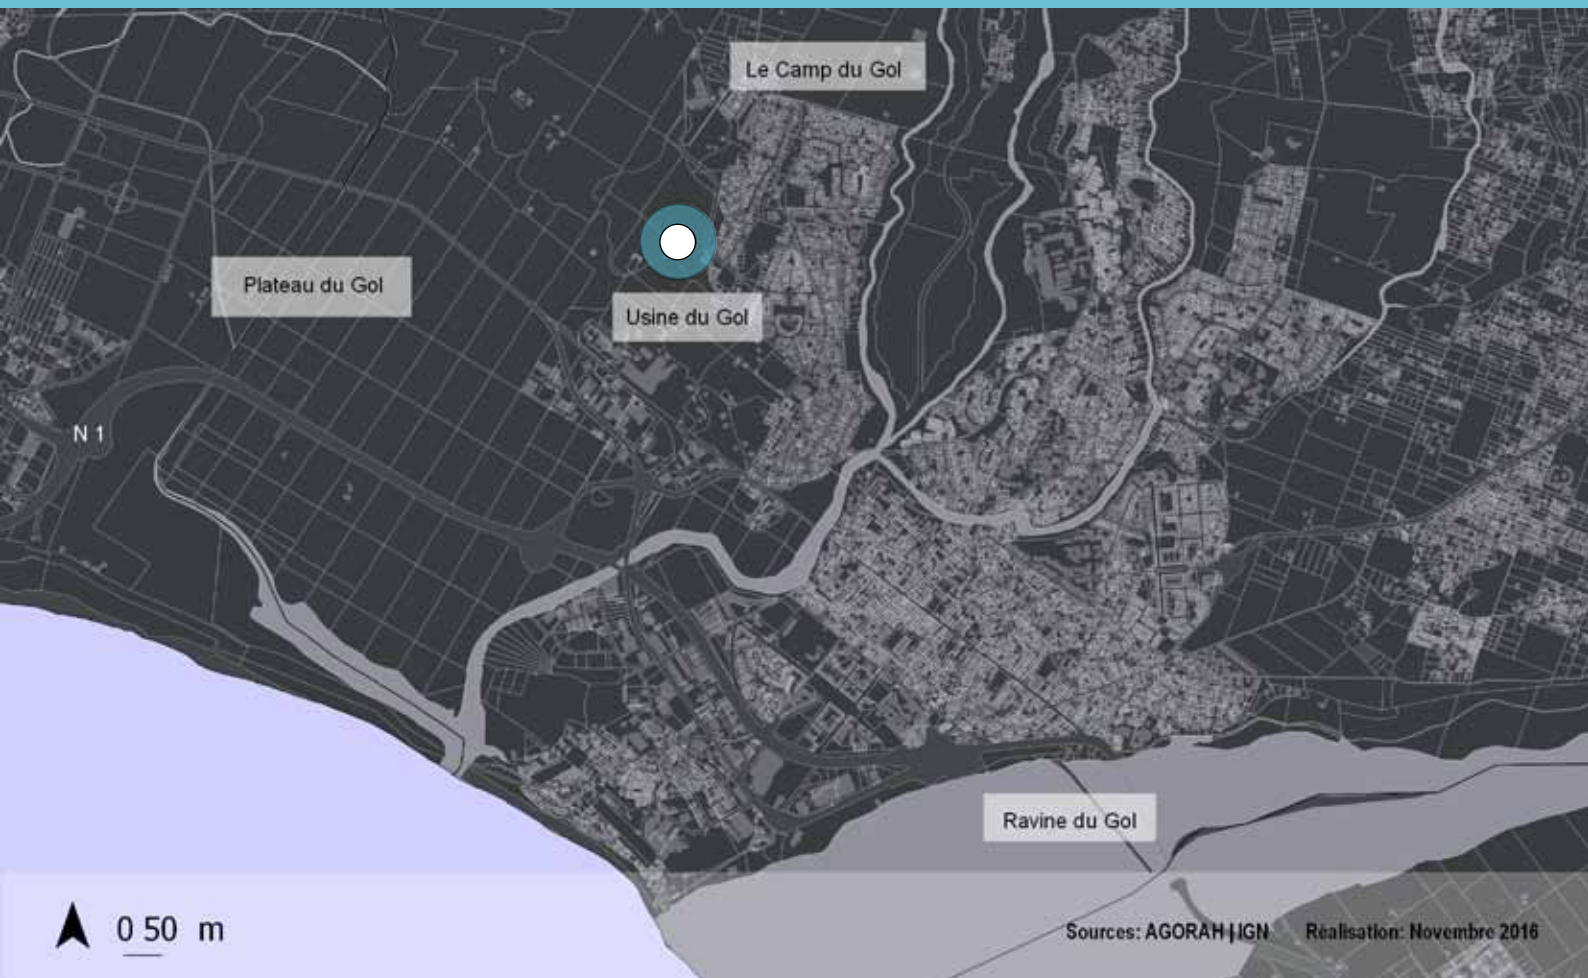 Le Camp du Gol
Plateau du Gol
Usine du Gol
N 1
Ravine du Gol
0 50 m
Sources: AGORAH | IGN Réalisation: Novembre 2016